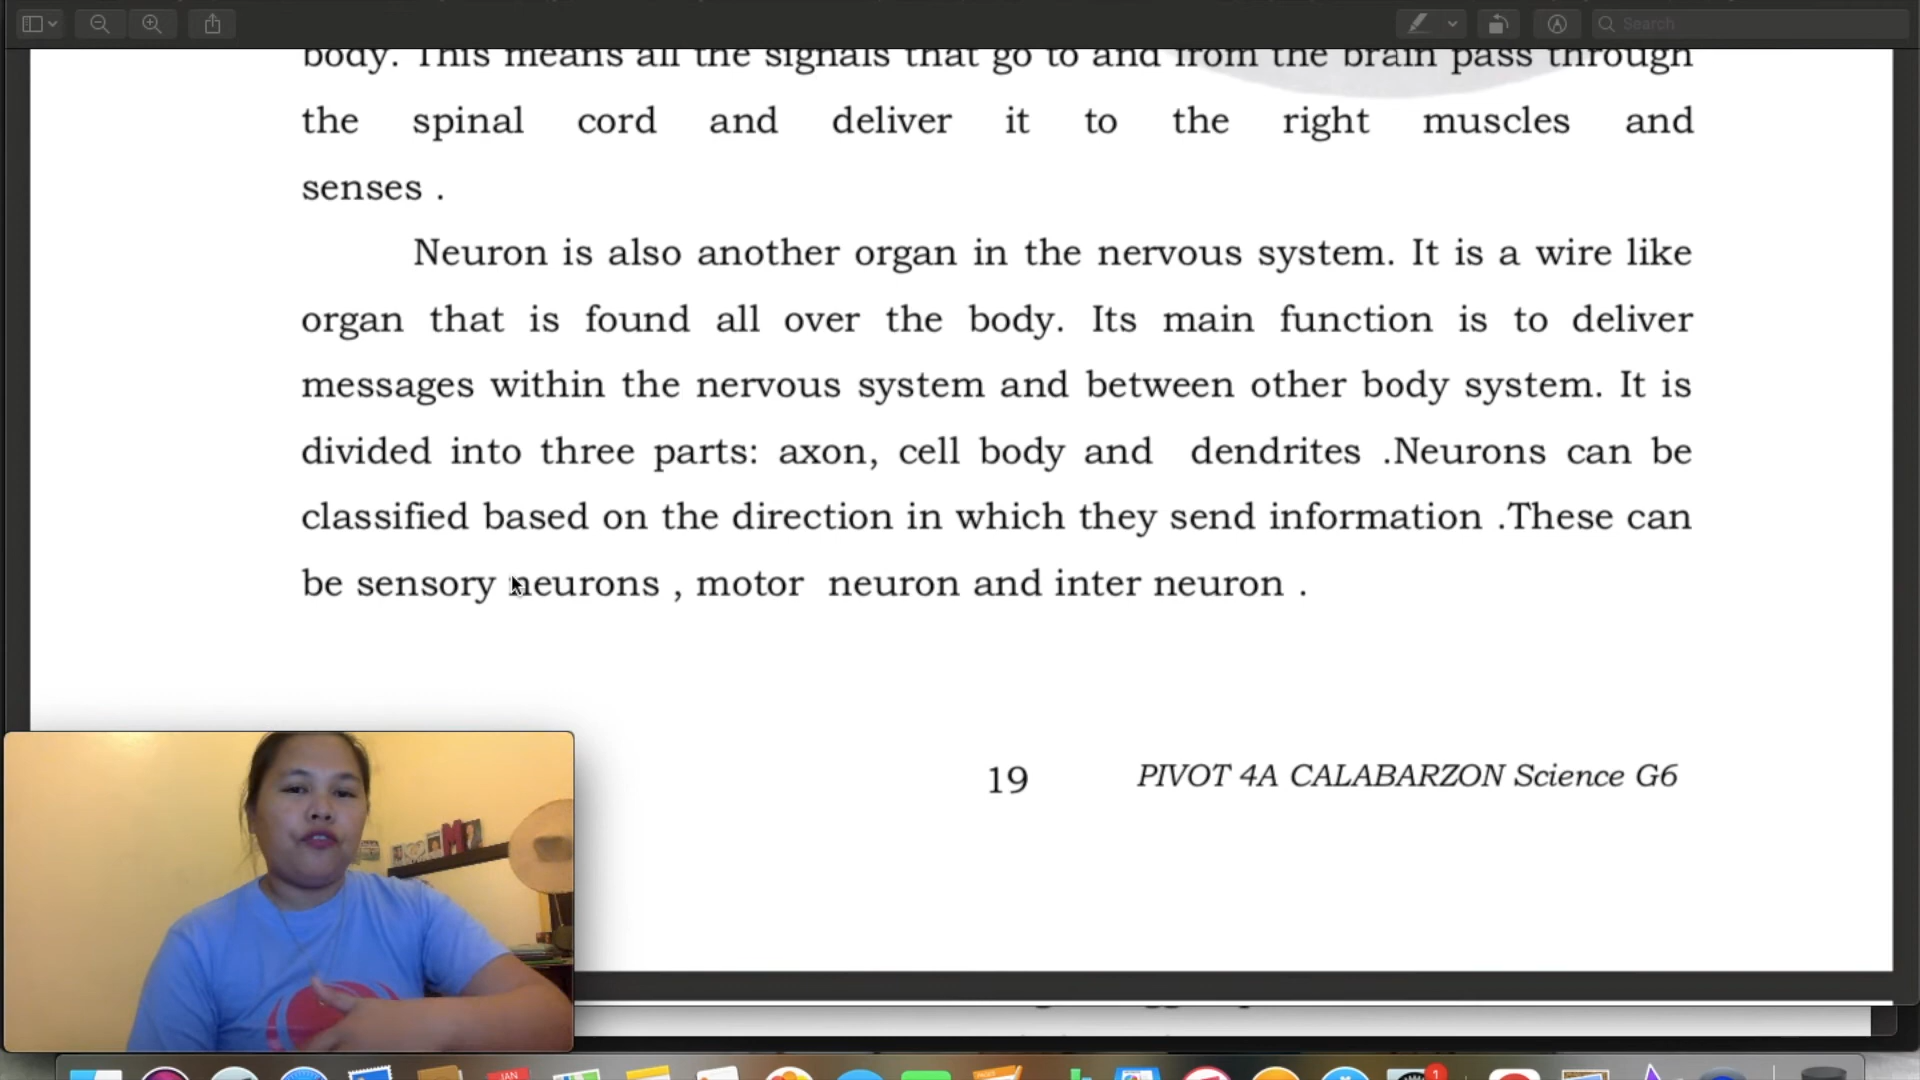 Search
body. This means all the signals that go to and from the brain pass through
the spinal cord and deliver it to the right muscles and
senses .
Neuron is also another organ in the nervous system. It is a wire like
organ that is found all over the body. Its main function is to deliver
messages within the nervous system and between other body system. It is
divided into three parts: axon, cell body and dendrites .Neurons can be
classified based on the direction in which they send information .These can
be sensory neurons , motor neuron and inter neuron .
19 PIVOT 4A CALABARZON Science G6
M
JAN
PAGES
1